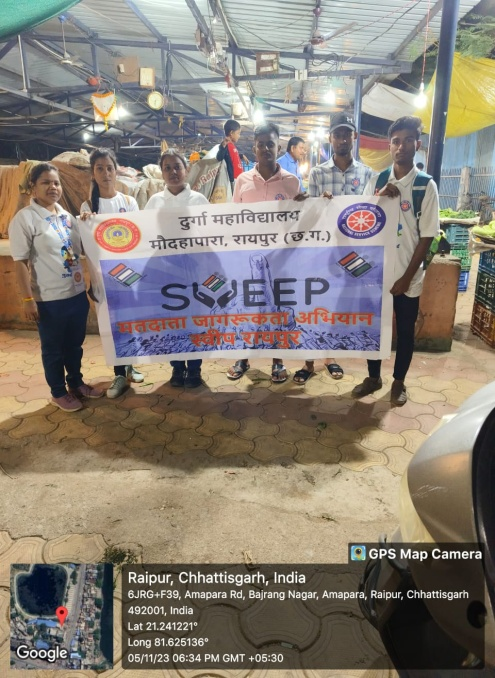 दुर्गा महाविद्यालय
मौदहापारा, रायपुर (छ.ग.)
SWEEP
मतदाता जागरूकता अभियान
स्वीप रायपुर
GPS Map Camera
Raipur, Chhattisgarh, India
6JRG+F39, Amapara Rd, Bajrang Nagar, Amapara, Raipur, Chhattisgarh
492001, India
Lat 21.241221°
Long 81.625136°
05/11/23 06:34 PM GMT +05:30
Google